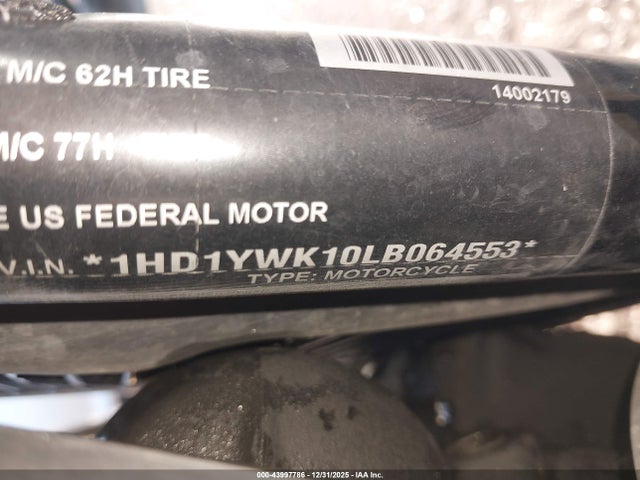 M/C 62H TIRE
14002179
M/C 77H
US FEDERAL MOTOR
V.I.N. *1HD1YWK10LB064553*
TYPE: MOTORCYCLE
000-43997786 - 12/31/2025 - IAA Inc.